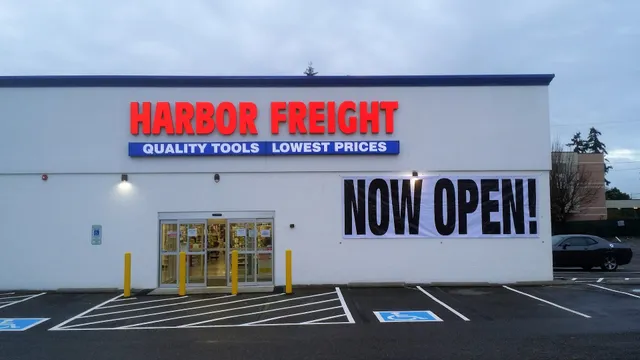 HARBOR FREIGHT
QUALITY TOOLS LOWEST PRICES
NOW OPEN!